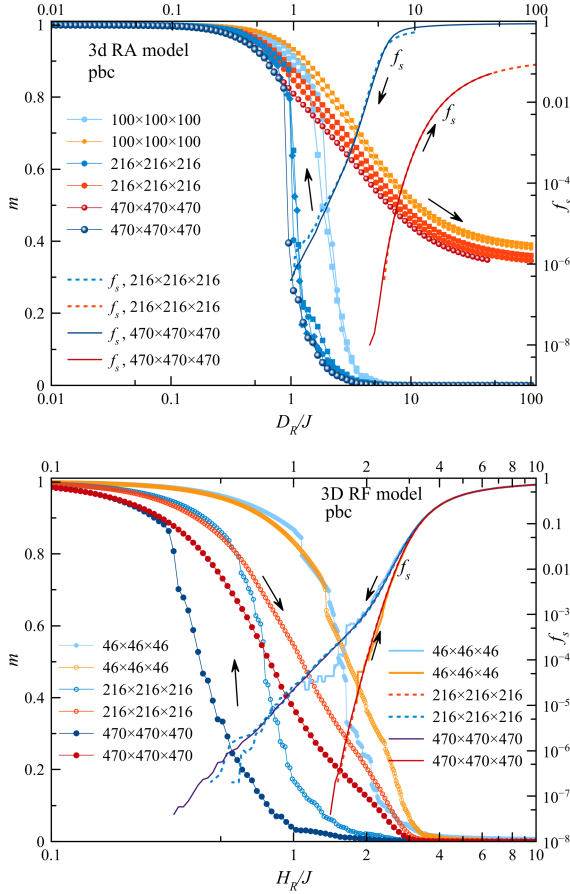 0.01 0.1 1 10 100
1
1
3d RA model
pbc
f_s
0.8
0.01
f_s
100×100×100
100×100×100
216×216×216
216×216×216
470×470×470
470×470×470
0.6
10⁻⁴
m
f_s
0.4
10⁻⁶
f_s, 216×216×216
f_s, 216×216×216
f_s, 470×470×470
f_s, 470×470×470
0.2
10⁻⁸
0
0.01 0.1 1 10 100
D_R/J
0.1 1 2 4 6 8 10
1
1
3D RF model
pbc
0.8
0.1
0.01
f_s
0.6
10⁻³
m
f_s
46×46×46
46×46×46
216×216×216
216×216×216
470×470×470
470×470×470
46×46×46
46×46×46
216×216×216
216×216×216
470×470×470
470×470×470
0.4
10⁻⁴
10⁻⁵
0.2
10⁻⁶
10⁻⁷
0
10⁻⁸
0.1 1 2 4 6 8 10
H_R/J